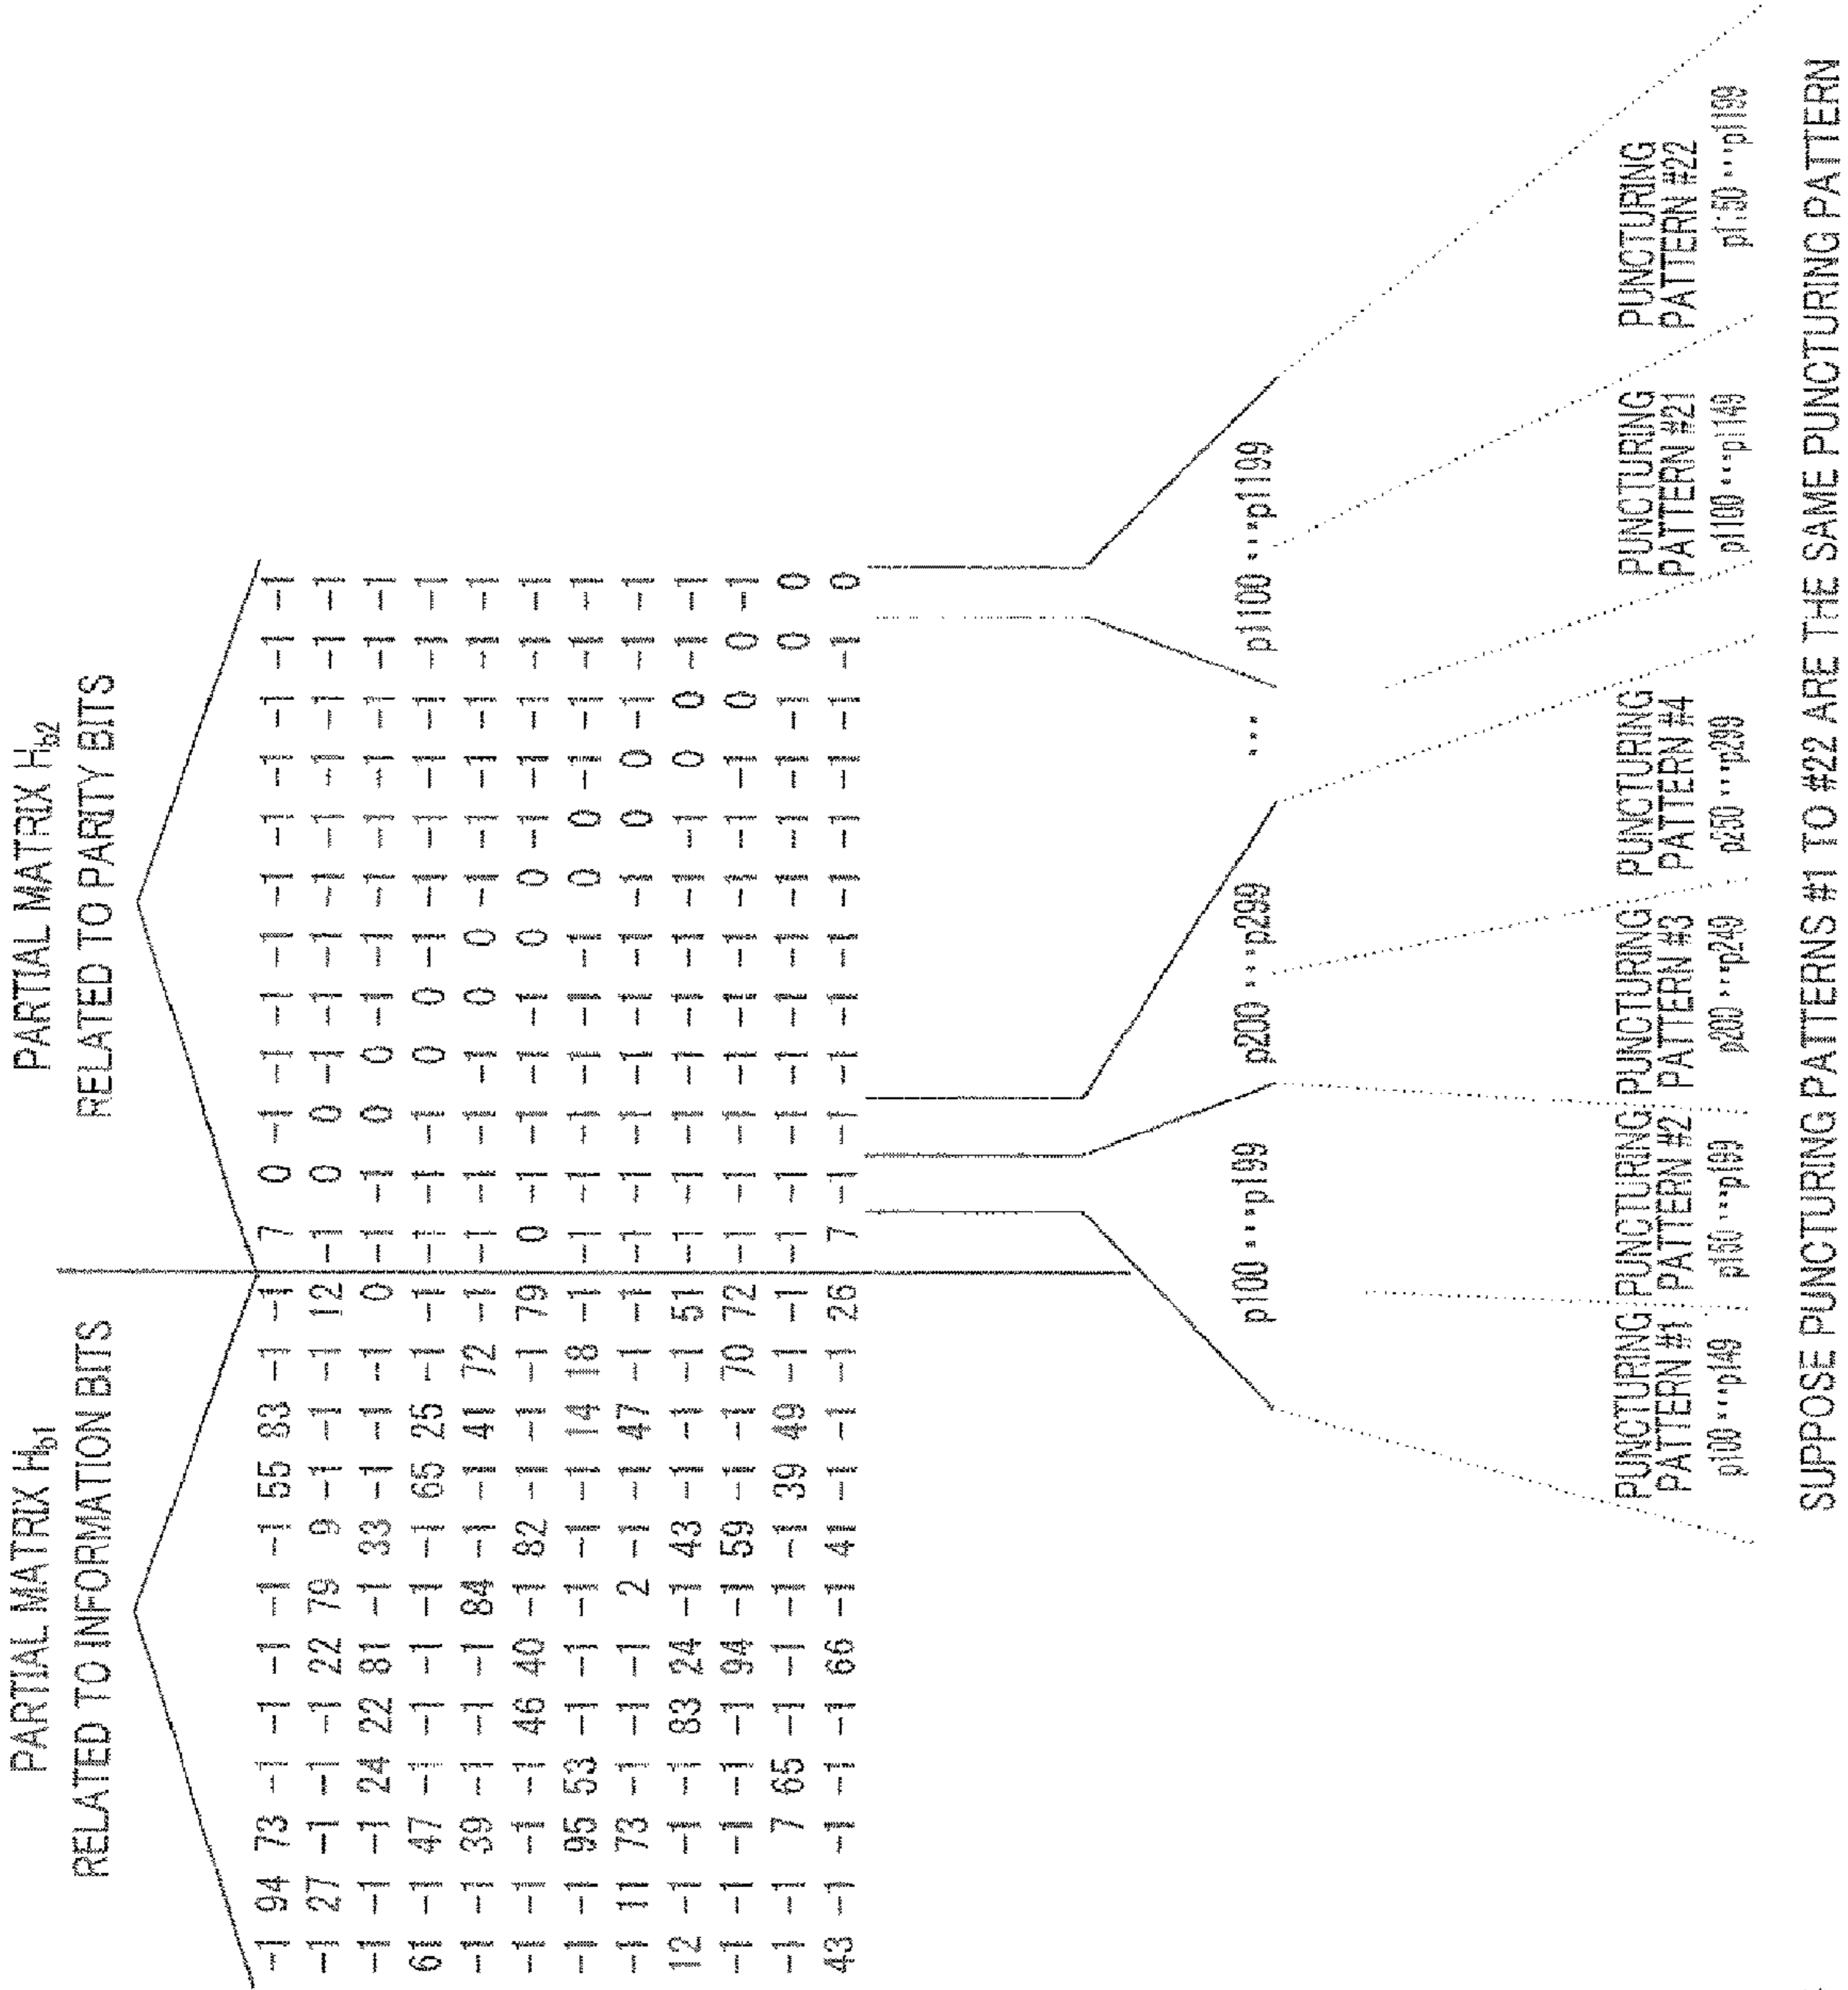 PARTIAL MATRIX Hb1 PARTIAL MATRIX Hb2
RELATED TO INFORMATION BITS RELATED TO PARITY BITS
-1 94 73 -1 -1 -1 -1 -1 55 83 -1 -1 7 0 -1 -1 -1 -1 -1 -1 -1 -1 -1 -1
-1 27 -1 -1 -1 22 79 9 -1 -1 -1 12 -1 0 0 -1 -1 -1 -1 -1 -1 -1 -1 -1
-1 -1 -1 24 22 81 -1 33 -1 -1 -1 0 -1 -1 0 0 -1 -1 -1 -1 -1 -1 -1 -1
61 -1 47 -1 -1 -1 -1 -1 65 25 -1 -1 -1 -1 -1 0 0 -1 -1 -1 -1 -1 -1 -1
-1 -1 39 -1 -1 -1 84 -1 -1 41 72 -1 -1 -1 -1 -1 0 0 -1 -1 -1 -1 -1 -1
-1 -1 -1 -1 46 40 -1 82 -1 -1 -1 79 0 -1 -1 -1 -1 0 0 -1 -1 -1 -1 -1
-1 -1 95 53 -1 -1 -1 -1 -1 14 18 -1 -1 -1 -1 -1 -1 -1 0 0 -1 -1 -1 -1
-1 11 73 -1 -1 -1 2 -1 -1 47 -1 -1 -1 -1 -1 -1 -1 -1 -1 0 0 -1 -1 -1
12 -1 -1 -1 83 24 -1 43 -1 -1 -1 51 -1 -1 -1 -1 -1 -1 -1 -1 0 0 -1 -1
-1 -1 -1 -1 -1 94 -1 59 -1 -1 70 72 -1 -1 -1 -1 -1 -1 -1 -1 -1 0 0 -1
-1 -1 7 65 -1 -1 -1 -1 39 49 -1 -1 -1 -1 -1 -1 -1 -1 -1 -1 -1 -1 0 0
43 -1 -1 -1 -1 66 -1 41 -1 -1 -1 26 7 -1 -1 -1 -1 -1 -1 -1 -1 -1 -1 0
p100 ••• p199 p200 ••• p299 ••• p1100 ••• p1199
PUNCTURING PUNCTURING PUNCTURING PUNCTURING PUNCTURING PUNCTURING
PATTERN #1 PATTERN #2 PATTERN #3 PATTERN #4 PATTERN #21 PATTERN #22
p100 ••• p149 p150 ••• p199 p200 ••• p249 p250 ••• p299 p1100 ••• p1149 p1150 ••• p1199
SUPPOSE PUNCTURING PATTERNS #1 TO #22 ARE THE SAME PUNCTURING PATTERN